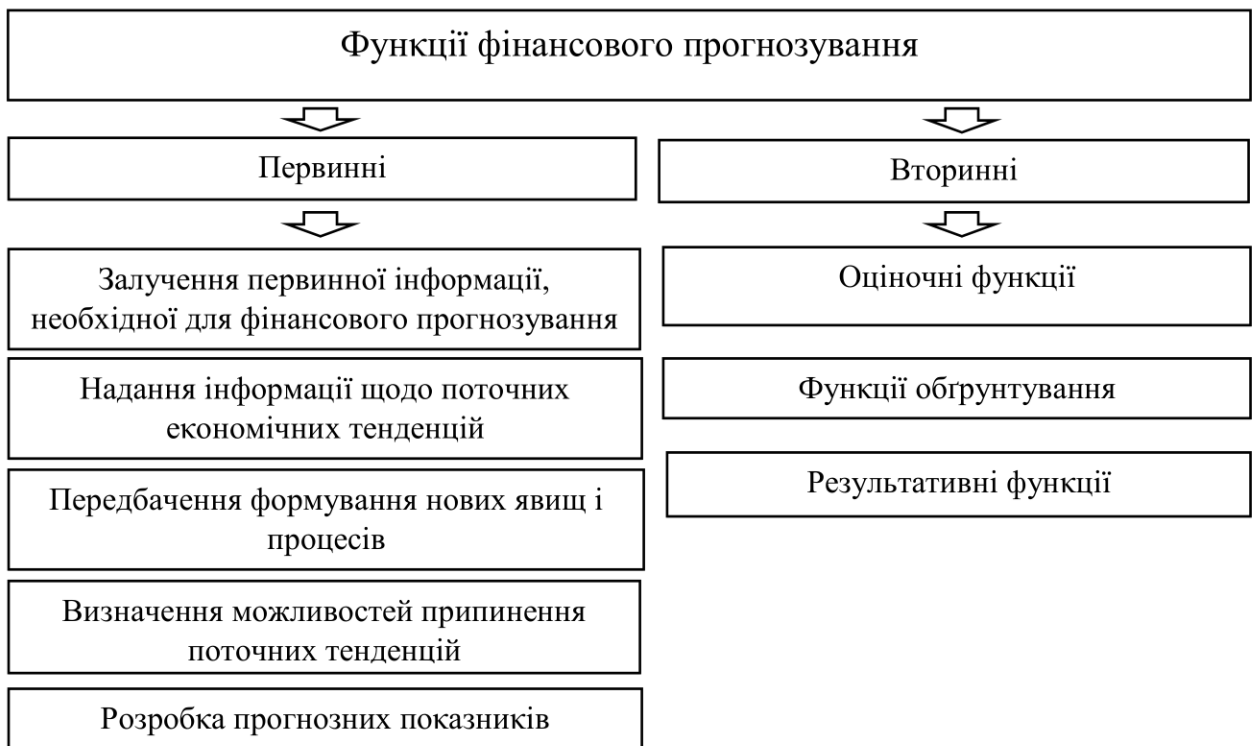 Функції фінансового прогнозування
Первинні
Вторинні
Залучення первинної інформації,
необхідної для фінансового прогнозування
Надання інформації щодо поточних
економічних тенденцій
Передбачення формування нових явищ і
процесів
Визначення можливостей припинення
поточних тенденцій
Розробка прогнозних показників
Оціночні функції
Функції обґрунтування
Результативні функції